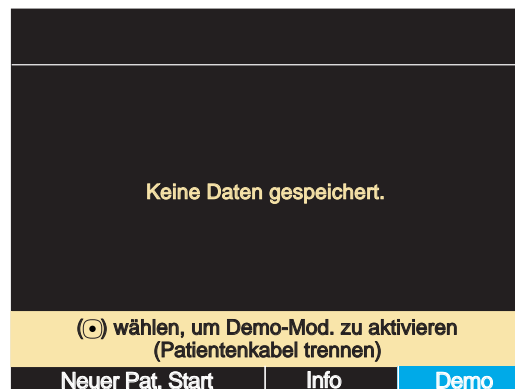 Keine Daten gespeichert.
(•) wählen, um Demo-Mod. zu aktivieren
(Patientenkabel trennen)
Neuer Pat. Start Info Demo